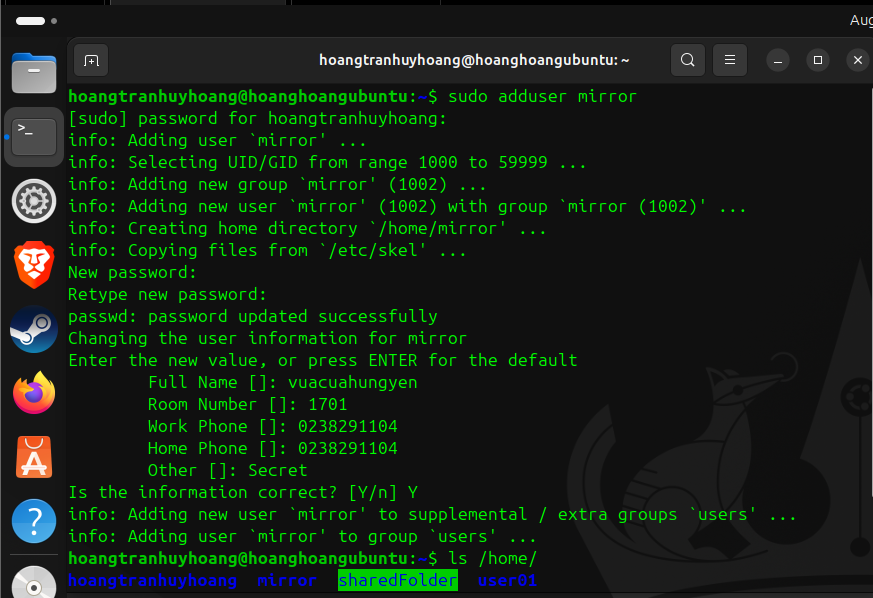 Aug
hoangtranhuyhoang@hoanghoangubuntu: ~
hoangtranhuyhoang@hoanghoangubuntu:~$ sudo adduser mirror
[sudo] password for hoangtranhuyhoang:
info: Adding user `mirror' ...
info: Selecting UID/GID from range 1000 to 59999 ...
info: Adding new group `mirror' (1002) ...
info: Adding new user `mirror' (1002) with group `mirror (1002)' ...
info: Creating home directory `/home/mirror' ...
info: Copying files from `/etc/skel' ...
New password:
Retype new password:
passwd: password updated successfully
Changing the user information for mirror
Enter the new value, or press ENTER for the default
        Full Name []: vuacuahungyen
        Room Number []: 1701
        Work Phone []: 0238291104
        Home Phone []: 0238291104
        Other []: Secret
Is the information correct? [Y/n] Y
info: Adding new user `mirror' to supplemental / extra groups `users' ...
info: Adding user `mirror' to group `users' ...
hoangtranhuyhoang@hoanghoangubuntu:~$ ls /home/
hoangtranhuyhoang  mirror  sharedFolder  user01